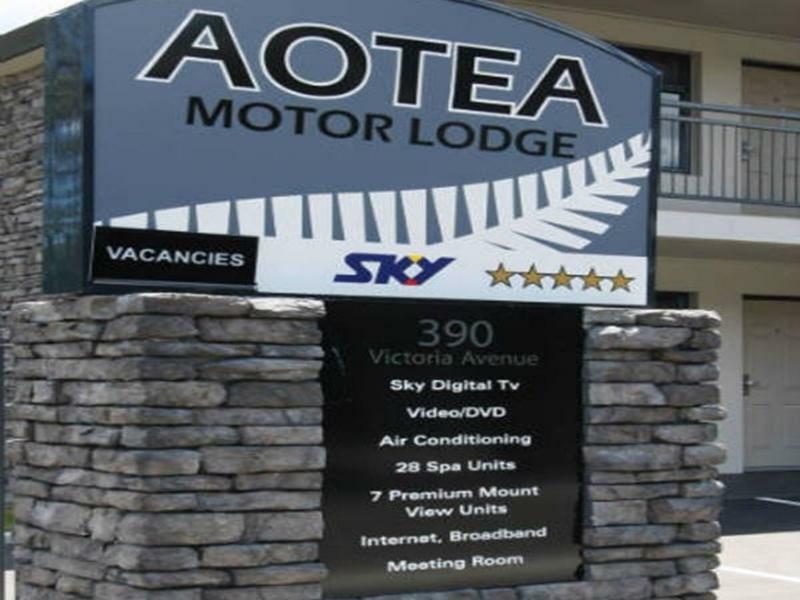 AOTEA
MOTOR LODGE
VACANCIES
SKY
390
Victoria Avenue
Sky Digital Tv
Video/DVD
Air Conditioning
28 Spa Units
7 Premium Mount
View Units
Internet, Broadband
Meeting Room